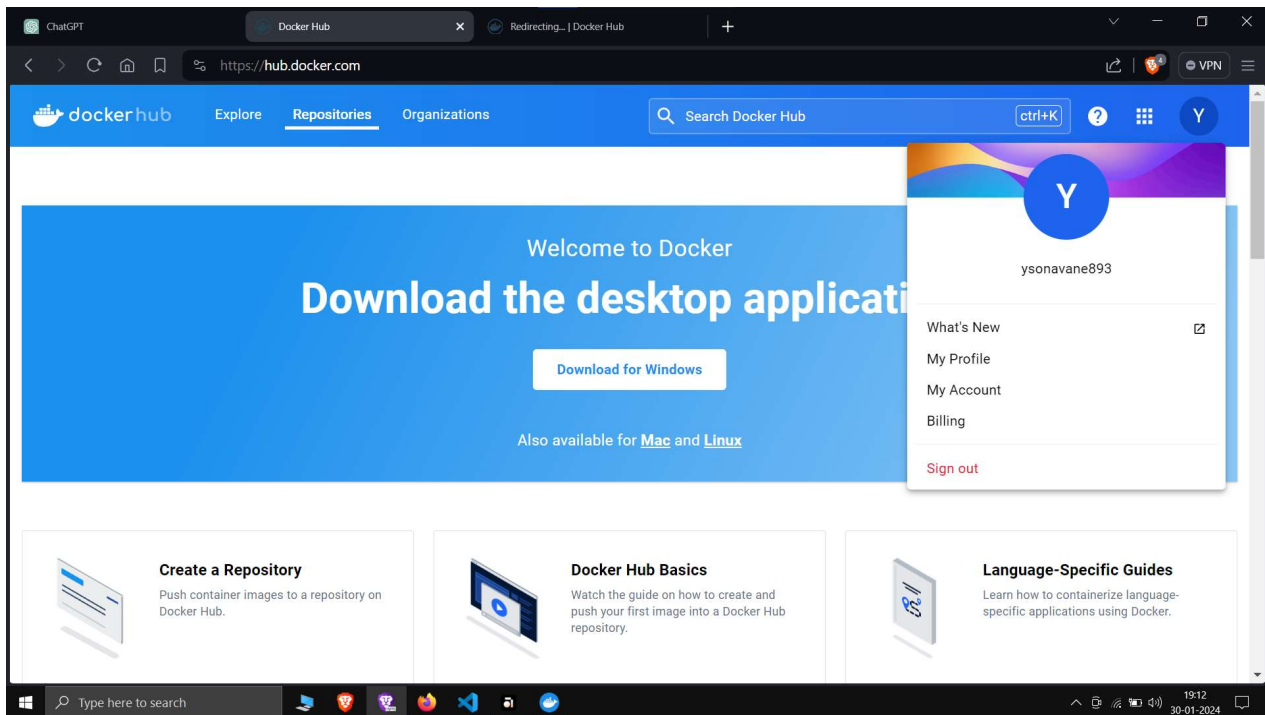 ChatGPT
Docker Hub
Redirecting... | Docker Hub
https://hub.docker.com
4
VPN
dockerhub
Explore
Repositories
Organizations
Search Docker Hub
ctrl+K
?
Y
Y
ysonavane893
Welcome to Docker
Download the desktop applicati
What's New
My Profile
My Account
Billing
Sign out
Download for Windows
Also available for Mac and Linux
Create a Repository
Push container images to a repository on
Docker Hub.
Docker Hub Basics
Watch the guide on how to create and
push your first image into a Docker Hub
repository.
Language-Specific Guides
Learn how to containerize language-
specific applications using Docker.
Type here to search
19:12
30-01-2024